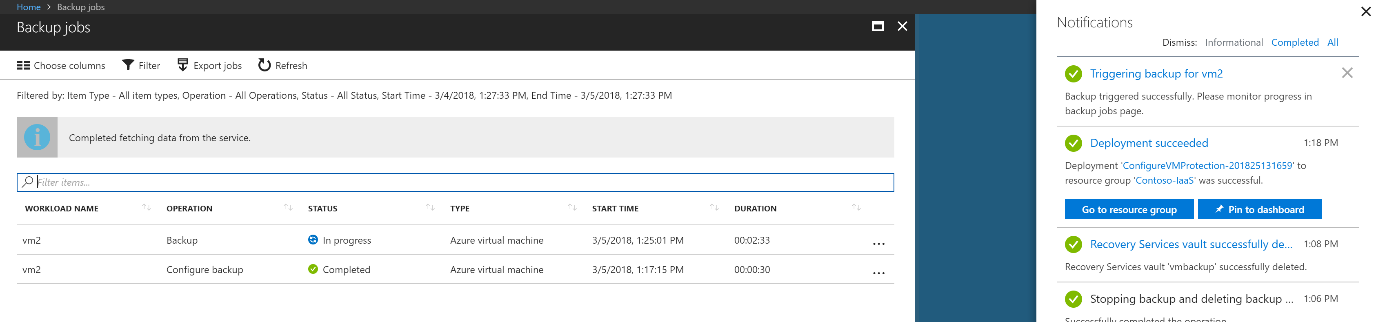 Home > Backup jobs
Backup jobs
Choose columns Filter Export jobs Refresh
Filtered by: Item Type - All item types, Operation - All Operations, Status - All Status, Start Time - 3/4/2018, 1:27:33 PM, End Time - 3/5/2018, 1:27:33 PM
Completed fetching data from the service.
Filter items...
WORKLOAD NAME OPERATION STATUS TYPE START TIME DURATION
vm2 Backup In progress Azure virtual machine 3/5/2018, 1:25:01 PM 00:02:33 ...
vm2 Configure backup Completed Azure virtual machine 3/5/2018, 1:17:15 PM 00:00:30 ...
Notifications
Dismiss: Informational Completed All
Triggering backup for vm2
Backup triggered successfully. Please monitor progress in
backup jobs page.
Deployment succeeded 1:18 PM
Deployment 'ConfigureVMProtection-201825131659' to
resource group 'Contoso-IaaS' was successful.
Go to resource group Pin to dashboard
Recovery Services vault successfully de... 1:08 PM
Recovery Services vault 'vmbackup' successfully deleted.
Stopping backup and deleting backup ... 1:06 PM
Successfully completed the operation.